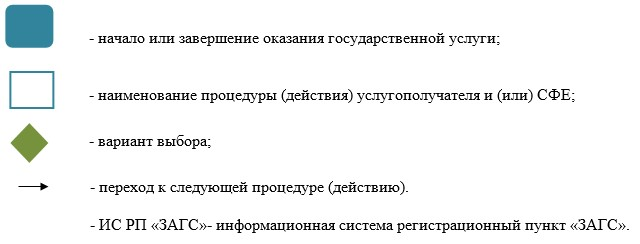 - начало или завершение оказания государственной услуги;
- наименование процедуры (действия) услугополучателя и (или) СФЕ;
- вариант выбора;
- переход к следующей процедуре (действию).
- ИС РП «ЗАГС»- информационная система регистрационный пункт «ЗАГС».